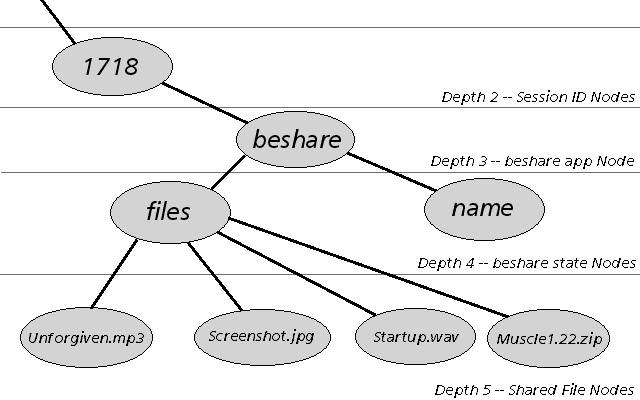 1718
Depth 2 -- Session ID Nodes
beshare
Depth 3 -- beshare app Node
files
name
Depth 4 -- beshare state Nodes
Unforgiven.mp3
Screenshot.jpg
Startup.wav
Muscle1.22.zip
Depth 5 -- Shared File Nodes